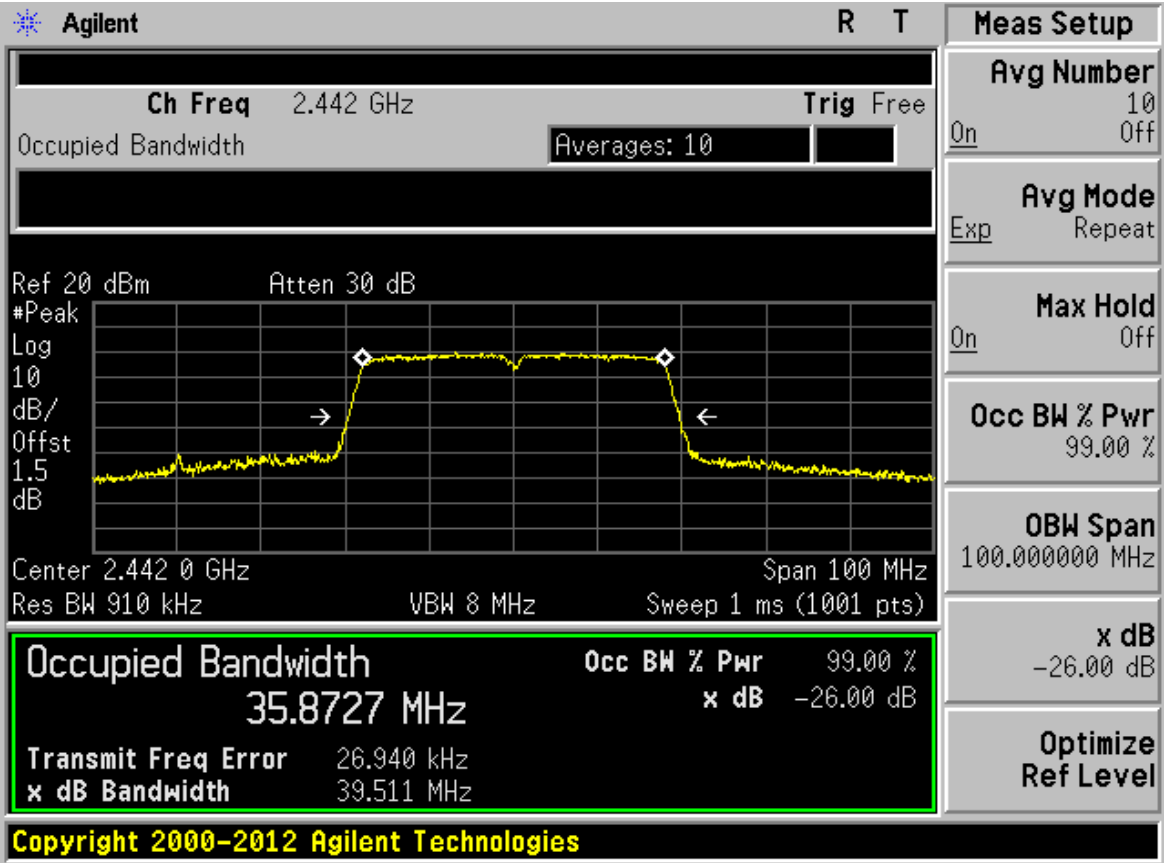 Agilent R T
Meas Setup
Avg Number
10
On Off
Ch Freq 2.442 GHz Trig Free
Occupied Bandwidth Averages: 10
Avg Mode
Exp Repeat
Max Hold
On Off
Occ BW % Pwr
99.00 %
OBW Span
100.000000 MHz
x dB
-26.00 dB
Optimize
Ref Level
Ref 20 dBm Atten 30 dB
#Peak
Log
10
dB/
Offst
1.5
dB
Center 2.442 0 GHz Span 100 MHz
Res BW 910 kHz VBW 8 MHz Sweep 1 ms (1001 pts)
Occupied Bandwidth Occ BW % Pwr 99.00 %
35.8727 MHz x dB -26.00 dB
Transmit Freq Error 26.940 kHz
x dB Bandwidth 39.511 MHz
Copyright 2000-2012 Agilent Technologies